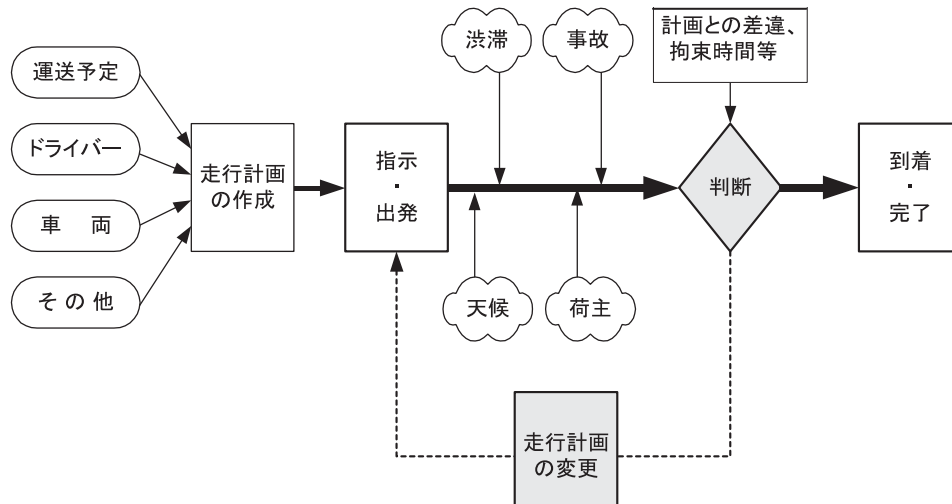 運送予定
ドライバー
車 両
その他
走行計画
の作成
指示
・
出発
渋滞
事故
天候
荷主
計画との差違、
拘束時間等
判断
到着
・
完了
走行計画
の変更